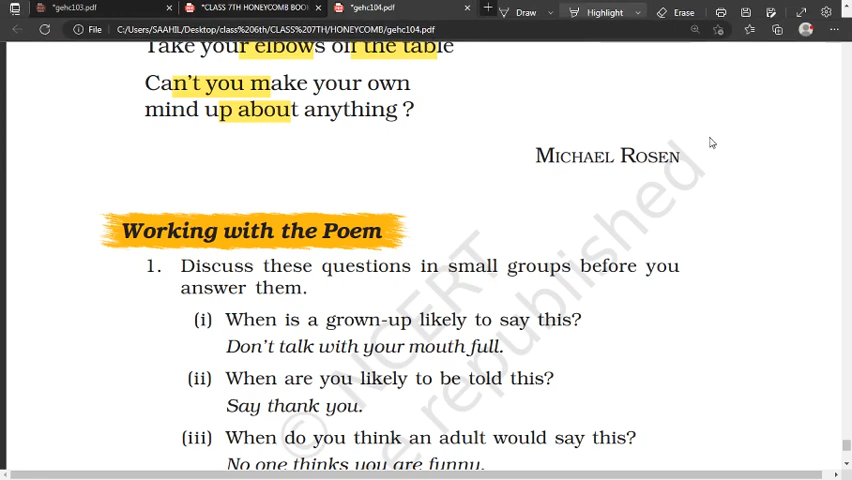 *gehc103.pdf
*CLASS 7TH HONEYCOMB BOO
*gehc104.pdf
Draw
Highlight
Erase
File
C:/Users/SAAHIL/Desktop/class%206th/CLASS%207TH/HONEYCOMB/gehc104.pdf
Take your elbows off the table
Can't you make your own
mind up about anything ?
MICHAEL ROSEN
Working with the Poem
1. Discuss these questions in small groups before you
answer them.
(i) When is a grown-up likely to say this?
Don't talk with your mouth full.
(ii) When are you likely to be told this?
Say thank you.
(iii) When do you think an adult would say this?
No one thinks you are funny.
© NCERT
e republished